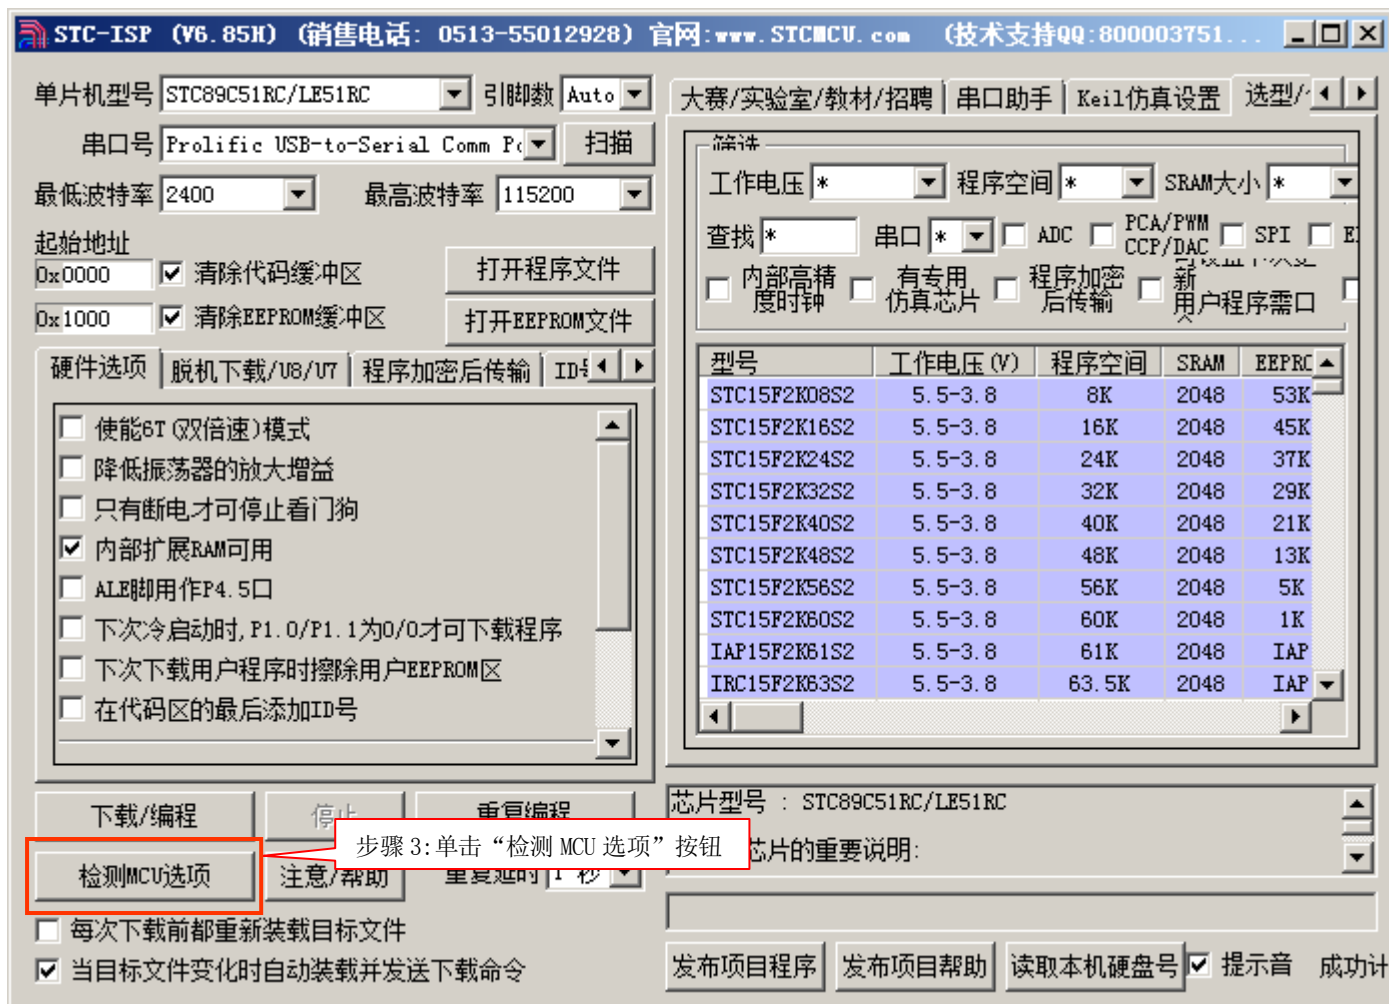 STC-ISP (V6.85H) (销售电话: 0513-55012928) 官网:www.STCMCU.com (技术支持QQ:800003751...
单片机型号 STC89C51RC/LE51RC 引脚数 Auto
串口号 Prolific USB-to-Serial Comm Po 扫描
最低波特率 2400 最高波特率 115200
起始地址
0x0000 清除代码缓冲区 打开程序文件
0x1000 清除EEPROM缓冲区 打开EEPROM文件
硬件选项 脱机下载/U8/U7 程序加密后传输 ID号
使能6T(双倍速)模式
降低振荡器的放大增益
只有断电才可停止看门狗
内部扩展RAM可用
ALE脚用作P4.5口
下次冷启动时,P1.0/P1.1为0/0才可下载程序
下次下载用户程序时擦除用户EEPROM区
在代码区的最后添加ID号
下载/编程 停止 重复编程
步骤 3:单击“检测 MCU 选项”按钮
检测MCU选项 注意/帮助 重复延时 1 秒
每次下载前都重新装载目标文件
当目标文件变化时自动装载并发送下载命令
大赛/实验室/教材/招聘 串口助手 Keil仿真设置 选型/
筛选
工作电压 * 程序空间 * SRAM大小 *
查找 * 串口 * ADC PCA/PWM CCP/DAC SPI
内部高精度时钟 有专用仿真芯片 程序加密后传输 新用户程序需口
型号 工作电压(V) 程序空间 SRAM EEPRO
STC15F2K08S2 5.5-3.8 8K 2048 53K
STC15F2K16S2 5.5-3.8 16K 2048 45K
STC15F2K24S2 5.5-3.8 24K 2048 37K
STC15F2K32S2 5.5-3.8 32K 2048 29K
STC15F2K40S2 5.5-3.8 40K 2048 21K
STC15F2K48S2 5.5-3.8 48K 2048 13K
STC15F2K56S2 5.5-3.8 56K 2048 5K
STC15F2K60S2 5.5-3.8 60K 2048 1K
IAP15F2K61S2 5.5-3.8 61K 2048 IAP
IRC15F2K63S2 5.5-3.8 63.5K 2048 IAP
芯片型号 : STC89C51RC/LE51RC
芯片的重要说明:
发布项目程序 发布项目帮助 读取本机硬盘号 提示音 成功计